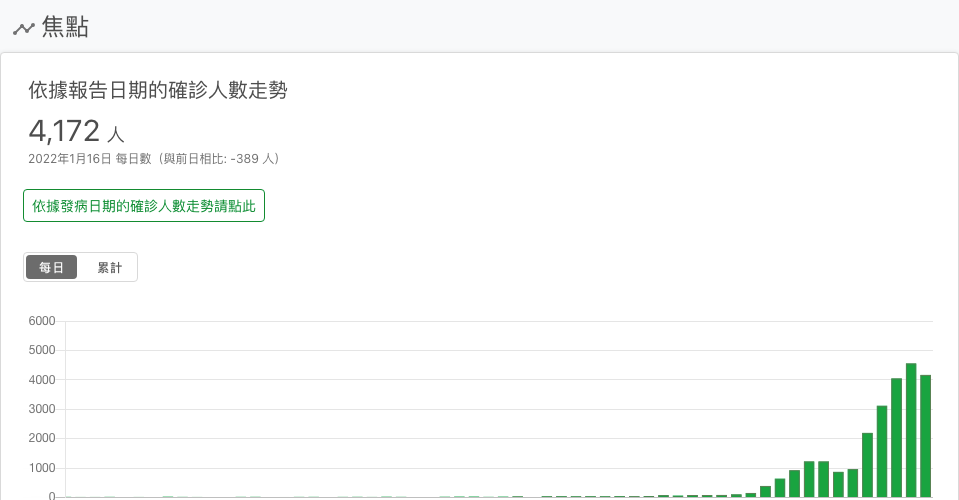 焦點
依據報告日期的確診人數走勢
4,172 人
2022年1月16日 每日數（與前日相比: -389 人）
依據發病日期的確診人數走勢請點此
每日 累計
6000
5000
4000
3000
2000
1000
0